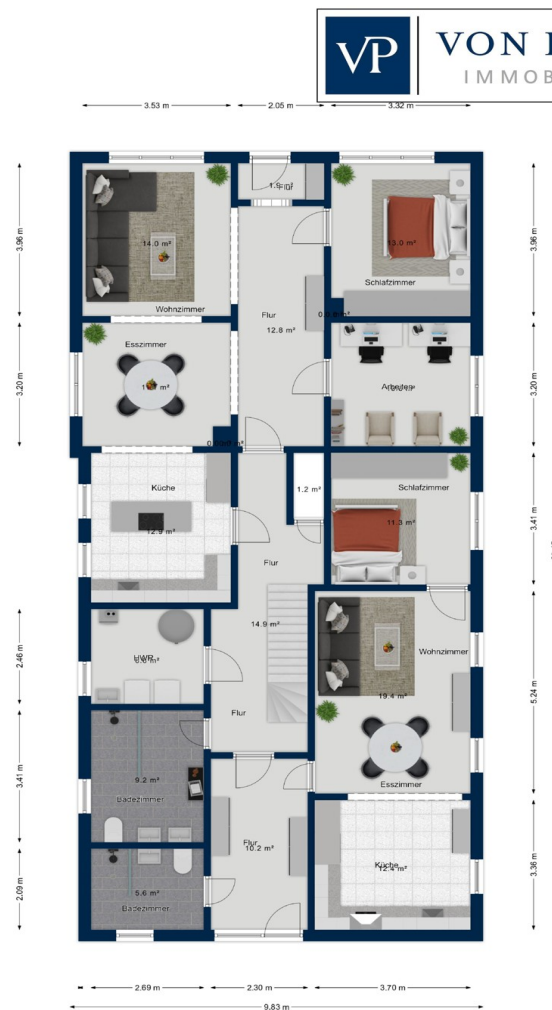 VP
VON
IMMOB
3.53 m
2.05 m
3.32 m
3.96 m
3.96 m
14.0 m²
13.0 m²
Wohnzimmer
Schlafzimmer
Flur
12.8 m²
Esszimmer
3.20 m
3.20 m
Küche
12.9 m²
1.2 m²
Schlafzimmer
11.3 m²
3.41 m
Flur
14.9 m²
HWR
2.46 m
Wohnzimmer
19.4 m²
5.24 m
Flur
3.41 m
9.2 m²
Badezimmer
Esszimmer
Flur
10.2 m²
Küche
12.4 m²
3.36 m
2.09 m
5.6 m²
Badezimmer
2.69 m
2.30 m
3.70 m
9.83 m